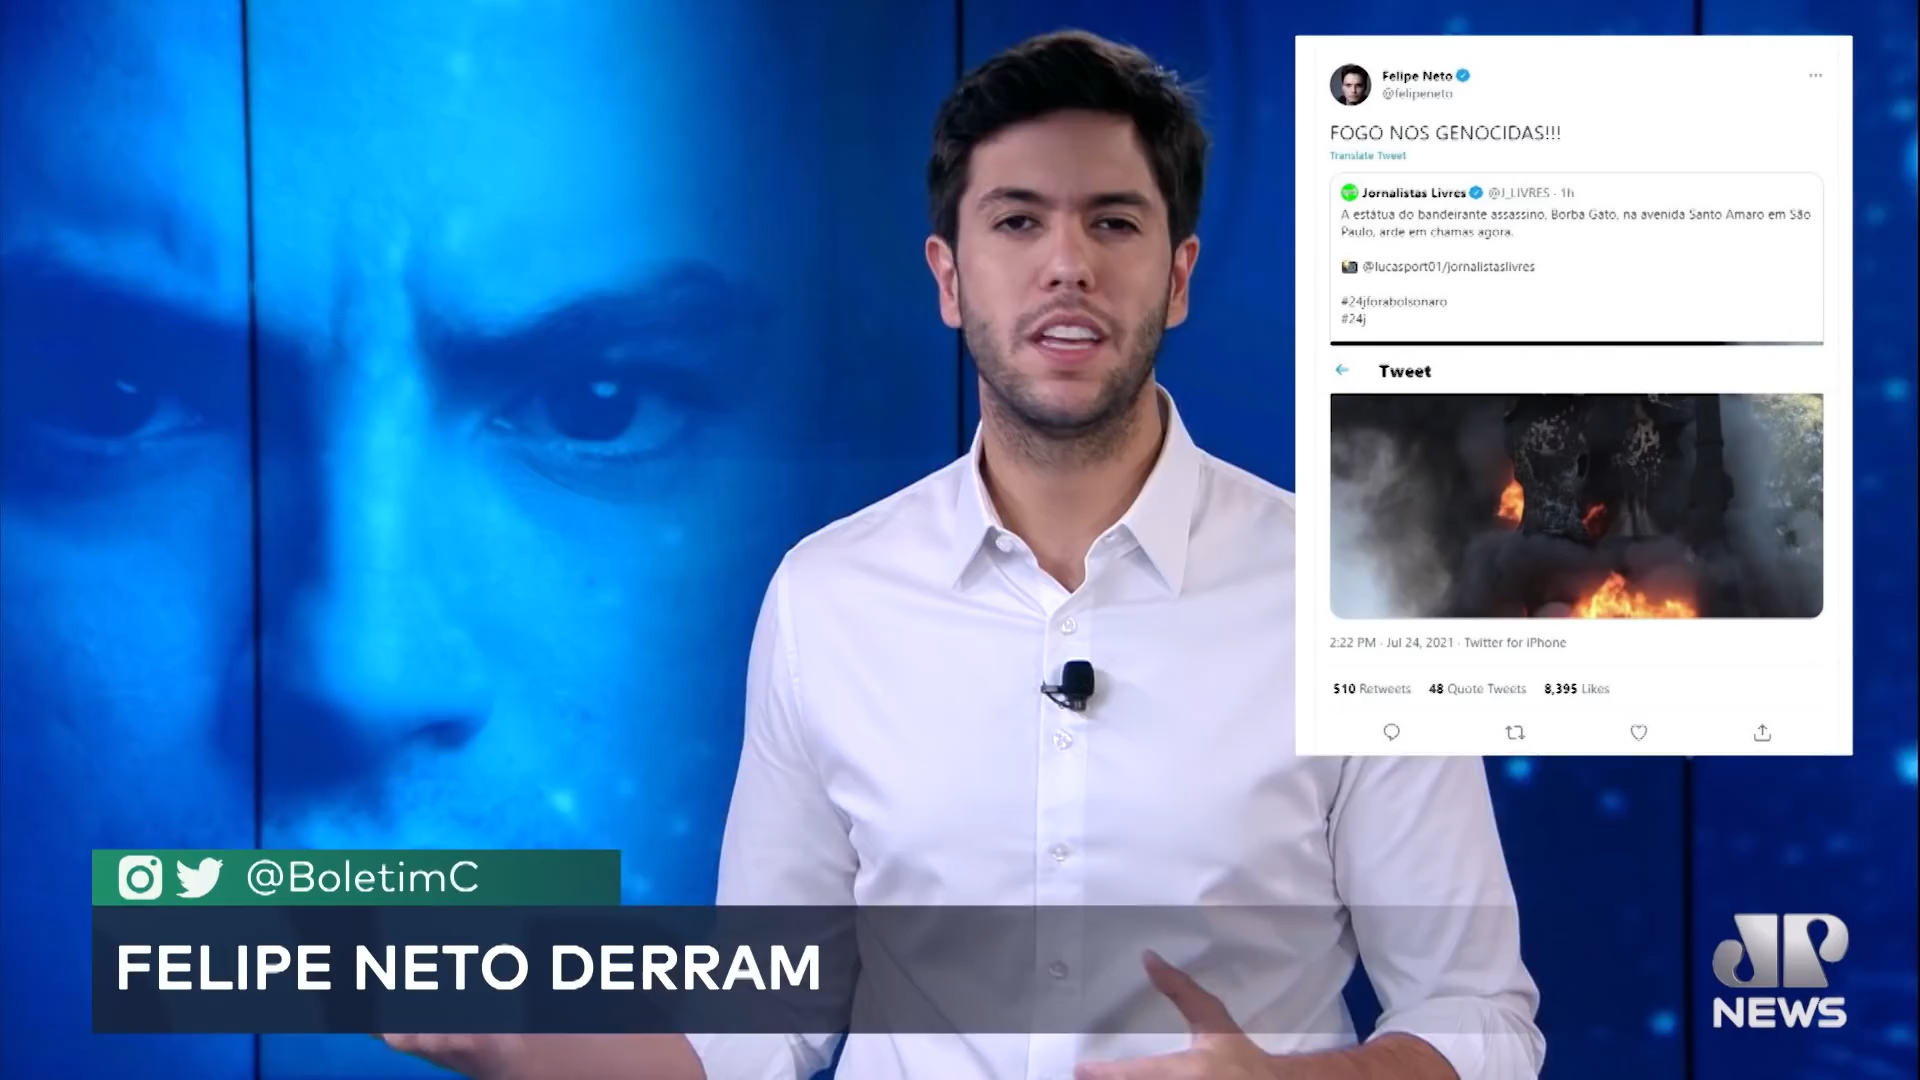 Felipe Neto
@felipeneto
FOGO NOS GENOCIDAS!!!
Translate Tweet
Jornalistas Livres @J_LIVRES · 1h
A estátua do bandeirante assassino, Borba Gato, na avenida Santo Amaro em São
Paulo, arde em chamas agora.
@lucasport01/jornalistaslivres
#24jforabolsonaro
#24j
Tweet
2:22 PM · Jul 24, 2021 · Twitter for iPhone
510 Retweets 48 Quote Tweets 8,395 Likes
@BoletimC
FELIPE NETO DERRAM
JP
NEWS